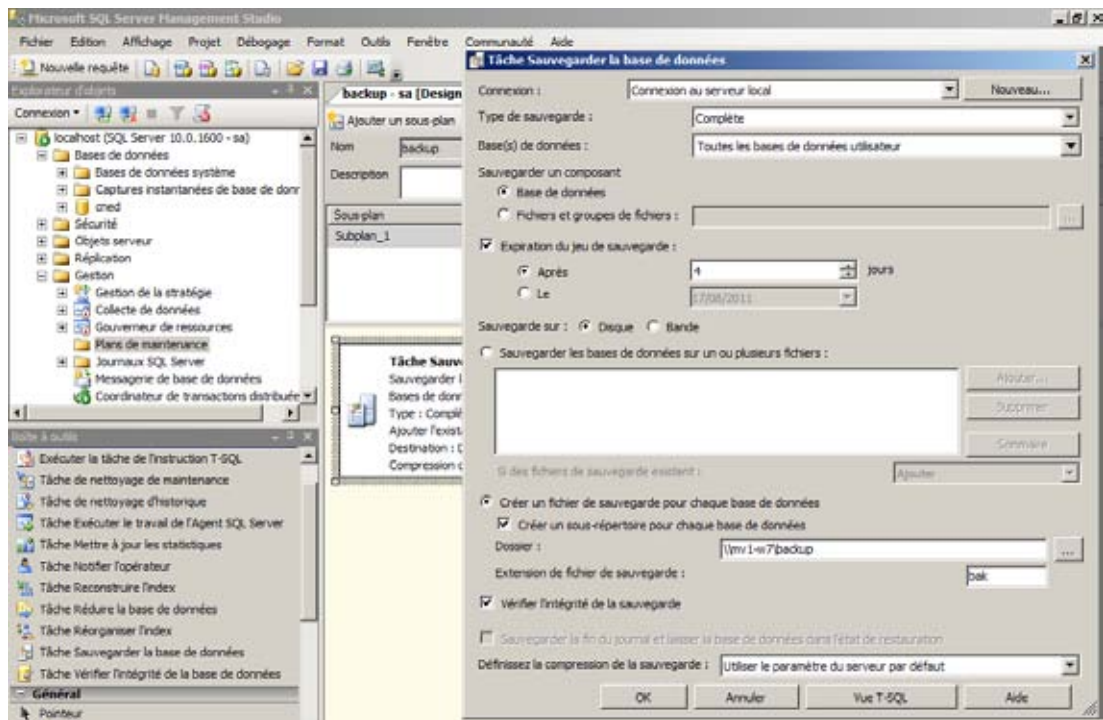 Microsoft SQL Server Management Studio
Fichier Edition Affichage Projet Débogage Format Outils Fenêtre Communauté Aide
Nouvelle requête
Explorateur d'objets
Connexion
localhost (SQL Server 10.0.1600 - sa)
Bases de données
Bases de données système
Captures instantanées de base de donr
cned
Sécurité
Objets serveur
Réplication
Gestion
Gestion de la stratégie
Collecte de données
Gouverneur de ressources
Plans de maintenance
Journaux SQL Server
Messagerie de base de données
Coordinateur de transactions distribuée
Boîte à outils
Exécuter la tâche de l'instruction T-SQL
Tâche de nettoyage de maintenance
Tâche de nettoyage d'historique
Tâche Exécuter le travail de l'Agent SQL Server
Tâche Mettre à jour les statistiques
Tâche Notifier l'opérateur
Tâche Reconstruire l'index
Tâche Réduire la base de données
Tâche Réorganiser l'index
Tâche Sauvegarder la base de données
Tâche Vérifier l'intégrité de la base de données
Général
Pointeur
backup - sa [Design
Ajouter un sous-plan
Nom backup
Description
Sous-plan
Subplan_1
Tâche Sauv
Sauvegarder l
Bases de donr
Type : Complè
Ajouter l'exist
Destination : D
Compression d
Tâche Sauvegarder la base de données
Connexion : Connexion au serveur local Nouveau...
Type de sauvegarde : Complète
Base(s) de données : Toutes les bases de données utilisateur
Sauvegarder un composant
Base de données
Fichiers et groupes de fichiers : ...
Expiration du jeu de sauvegarde :
Après 4 jours
Le 17/08/2011
Sauvegarde sur : Disque Bande
Sauvegarder les bases de données sur un ou plusieurs fichiers :
Ajouter...
Supprimer
Sommaire
Si des fichiers de sauvegarde existent : Ajouter
Créer un fichier de sauvegarde pour chaque base de données
Créer un sous-répertoire pour chaque base de données
Dossier : \\mv1-w7\backup ...
Extension de fichier de sauvegarde : bak
Vérifier l'intégrité de la sauvegarde
Sauvegarder la fin du journal et laisser la base de données dans l'état de restauration
Définissez la compression de la sauvegarde : Utiliser le paramètre du serveur par défaut
OK Annuler Vue T-SQL Aide